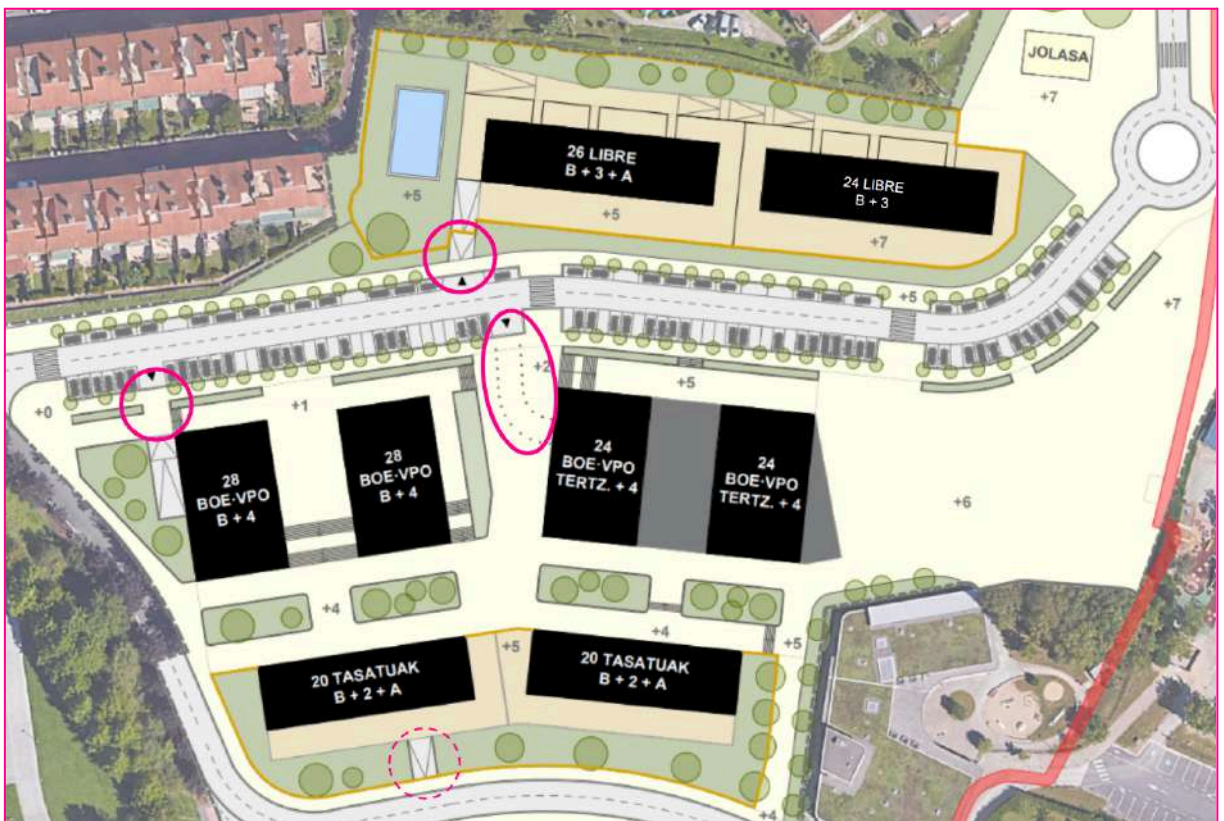 JOLASA
+7
26 LIBRE
B + 3 + A
24 LIBRE
B + 3
+5
+5
+7
+5
+7
+2
+5
+0
+1
28
BOE·VPO
B + 4
28
BOE·VPO
B + 4
24
BOE·VPO
TERTZ. + 4
24
BOE·VPO
TERTZ. + 4
+6
+4
+4
+5
+5
20 TASATUAK
B + 2 + A
20 TASATUAK
B + 2 + A
+4